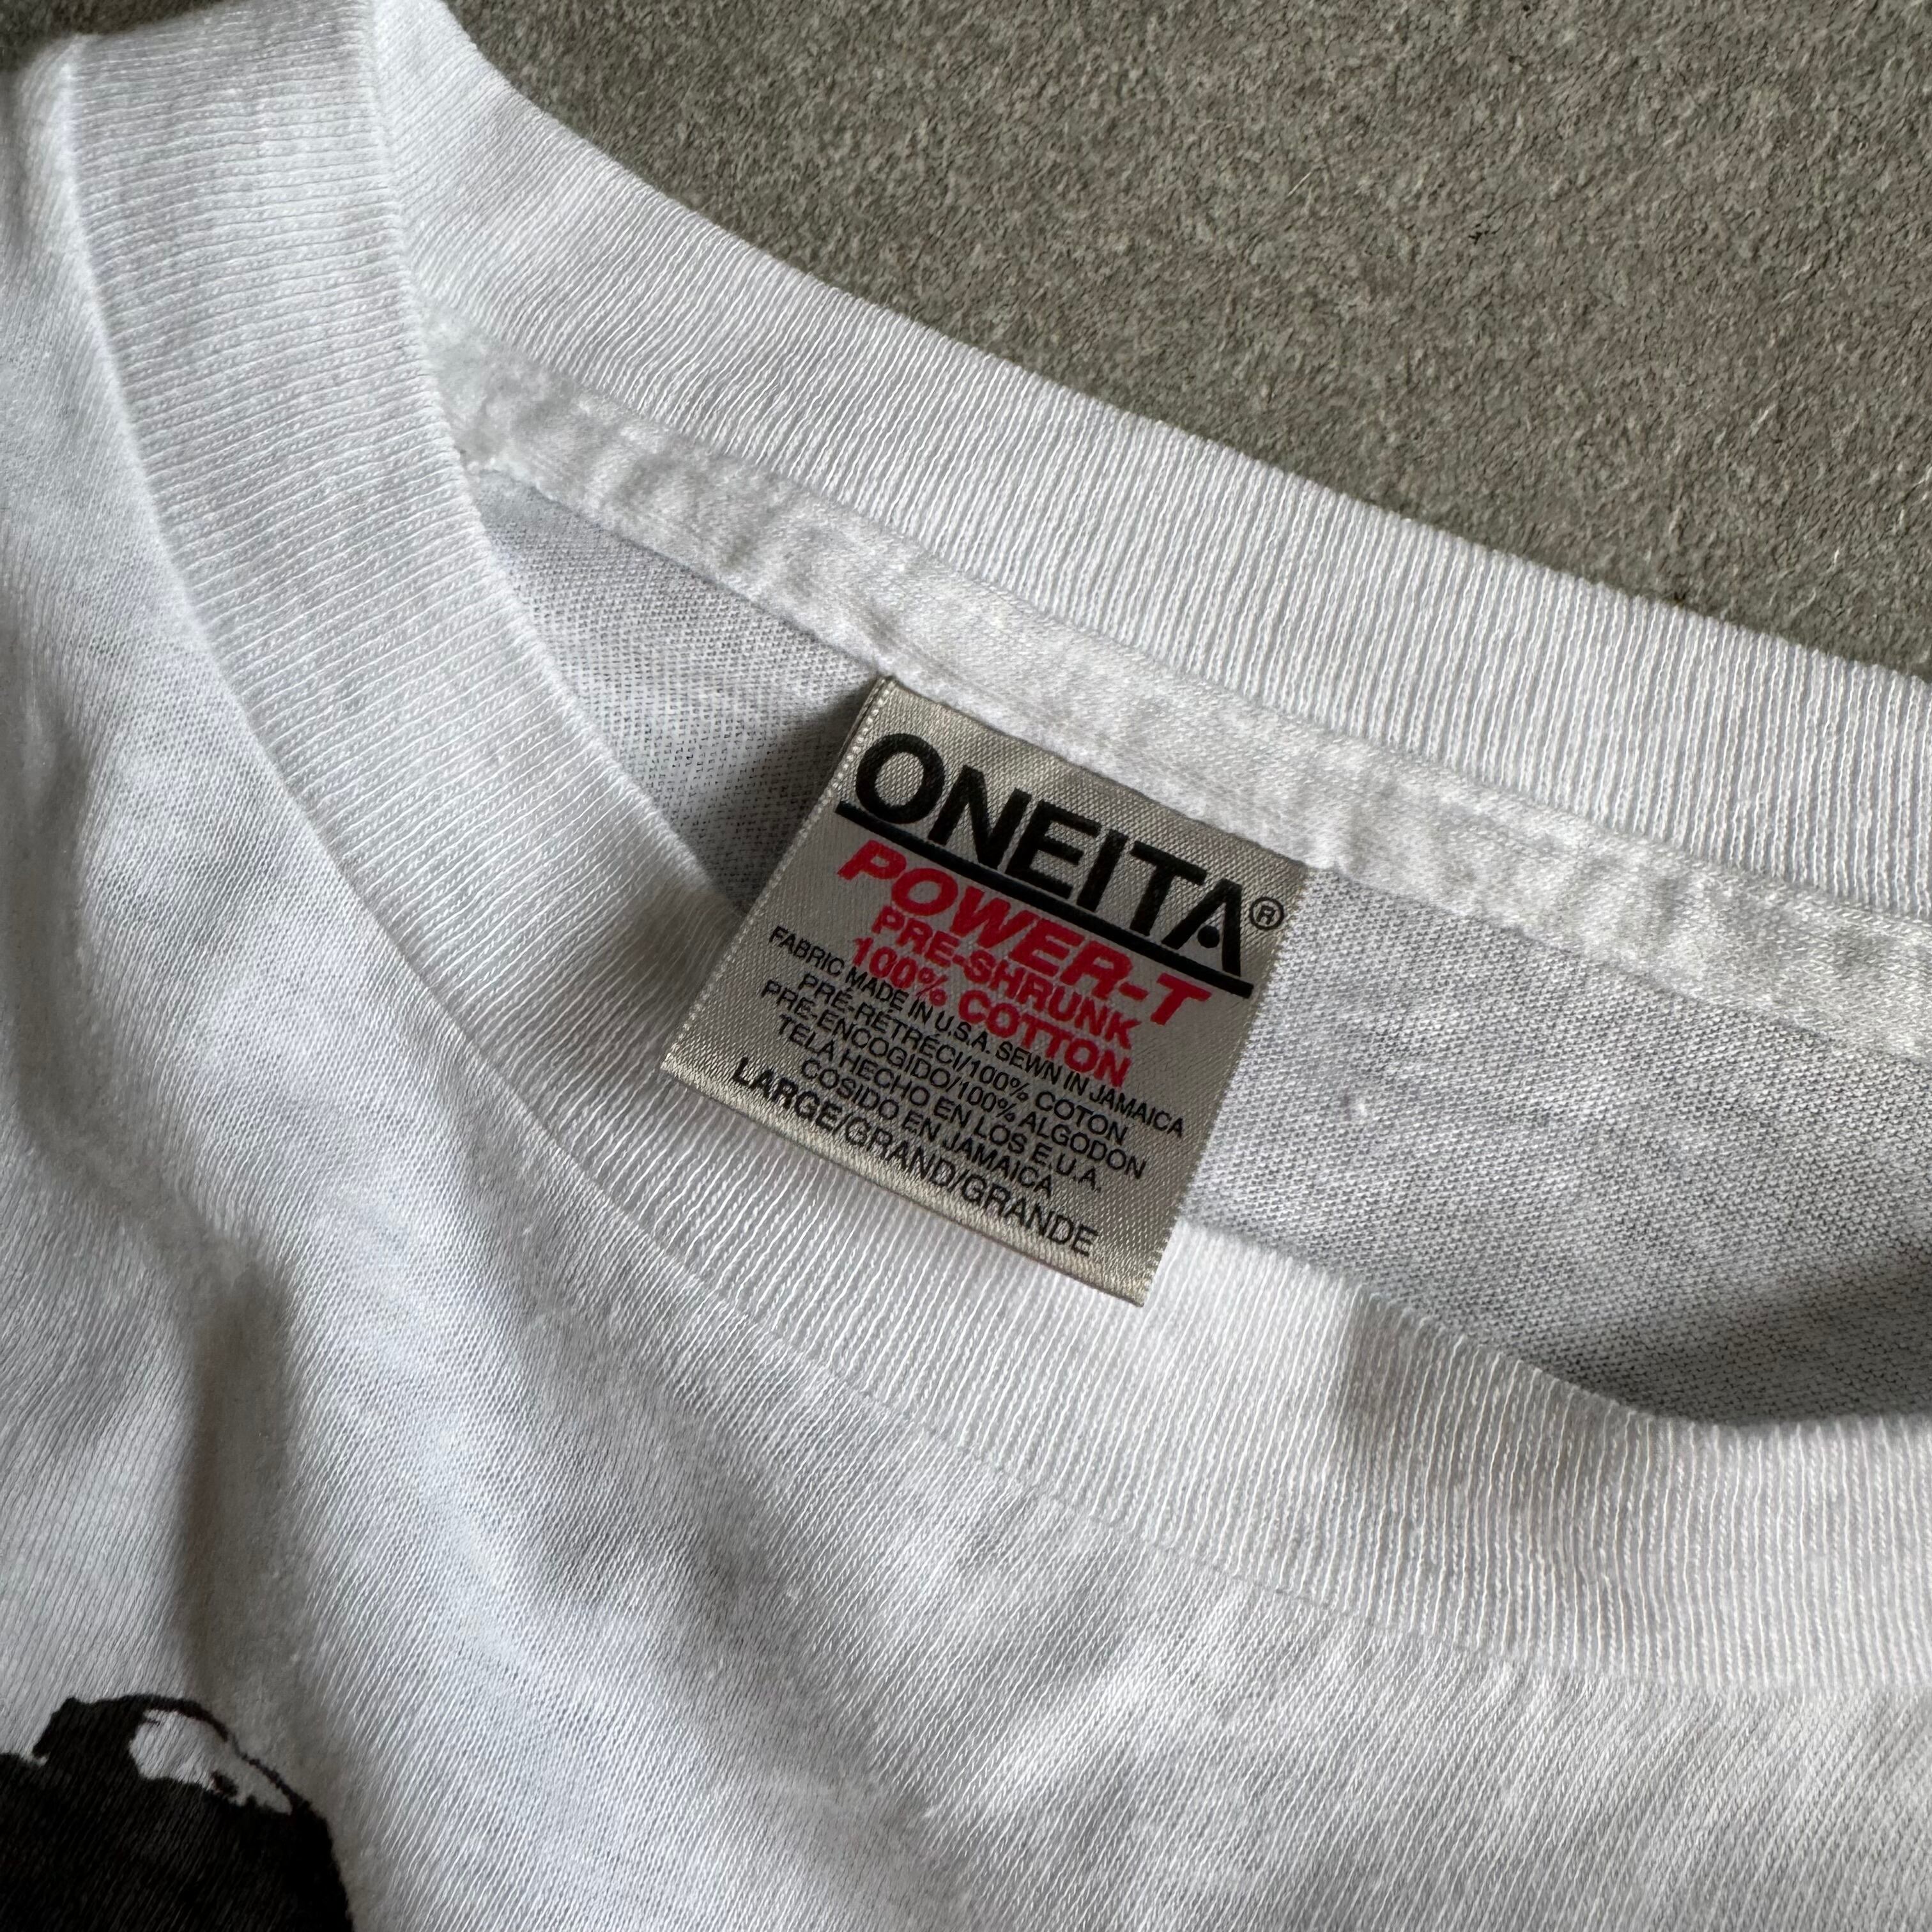 ONEITA®
POWER-T
PRE-SHRUNK
100% COTTON
FABRIC MADE IN U.S.A. SEWN IN JAMAICA
PRÉ-RÉTRÉCI/100% COTON
PRE-ENCOGIDO/100% ALGODON
TELA HECHO EN LOS E.U.A.
COSIDO EN JAMAICA
LARGE/GRAND/GRANDE